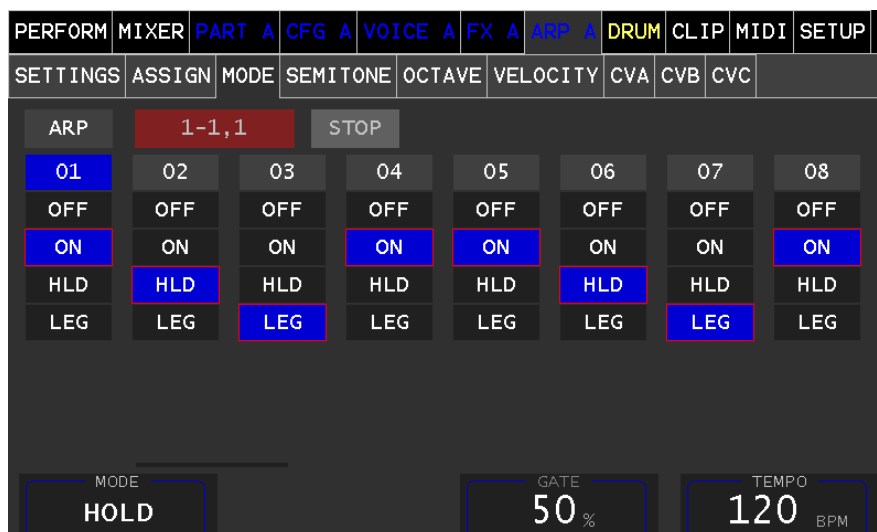 PERFORM MIXER PART A CFG A VOICE A FX A ARP A DRUM CLIP MIDI SETUP
SETTINGS ASSIGN MODE SEMITONE OCTAVE VELOCITY CVA CVB CVC
ARP 1-1,1 STOP
01 02 03 04 05 06 07 08
OFF OFF OFF OFF OFF OFF OFF OFF
ON ON ON ON ON ON ON ON
HLD HLD HLD HLD HLD HLD HLD HLD
LEG LEG LEG LEG LEG LEG LEG LEG
MODE GATE TEMPO
HOLD 50 % 120 BPM